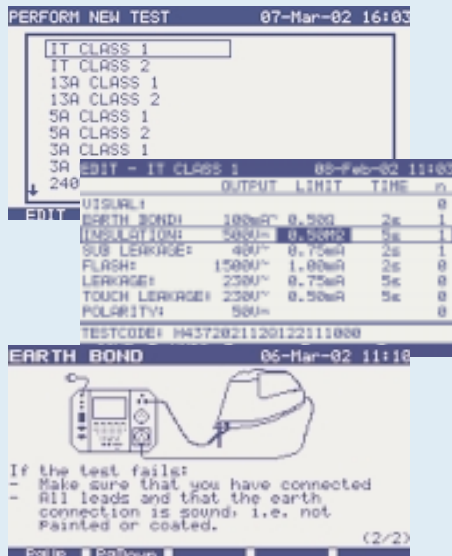 PERFORM NEW TEST 07-Mar-02 16:03
IT CLASS 1
IT CLASS 2
13A CLASS 1
13A CLASS 2
5A CLASS 1
5A CLASS 2
3A CLASS 1
3A
240
EDIT
EDIT - IT CLASS 1 08-Feb-02 11:03
OUTPUT LIMIT TIME n
VISUAL: 0
EARTH BOND: 100mA~ 0.50Ω 2s 1
INSULATION: 500V= 0.50MΩ 5s 1
SUB LEAKAGE: 40V~ 0.75mA 2s 1
FLASH: 1500V~ 1.00mA 2s 0
LEAKAGE: 230V~ 0.75mA 5s 0
TOUCH LEAKAGE: 230V~ 0.50mA 5s 0
POLARITY: 50V= 0
TESTCODE: H4372021120122111000
EARTH BOND 06-Mar-02 11:10
If the test fails:
- Make sure that you have connected
- All leads and that the earth
connection is sound, i.e. not
Painted or coated.
(2/2)
PgUp PgDown